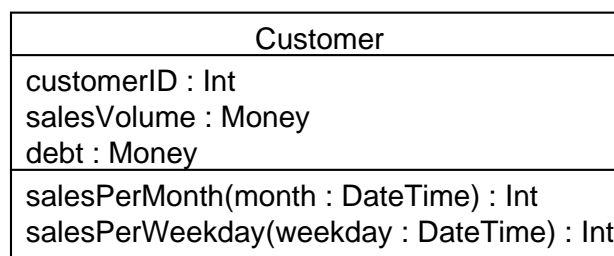 Customer
customerID : Int
salesVolume : Money
debt : Money
salesPerMonth(month : DateTime) : Int
salesPerWeekday(weekday : DateTime) : Int